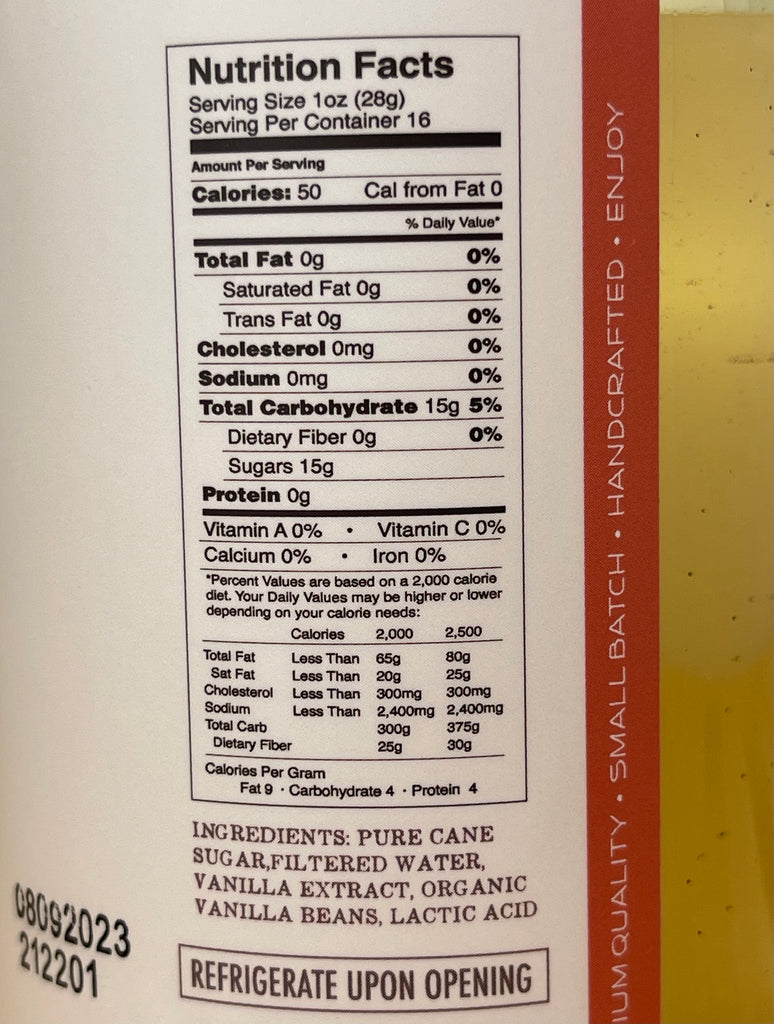 Nutrition Facts
Serving Size 1oz (28g)
Serving Per Container 16
Amount Per Serving
Calories: 50 Cal from Fat 0
% Daily Value*
Total Fat 0g 0%
Saturated Fat 0g 0%
Trans Fat 0g 0%
Cholesterol 0mg 0%
Sodium 0mg 0%
Total Carbohydrate 15g 5%
Dietary Fiber 0g 0%
Sugars 15g
Protein 0g
Vitamin A 0% • Vitamin C 0%
Calcium 0% • Iron 0%
*Percent Values are based on a 2,000 calorie
diet. Your Daily Values may be higher or lower
depending on your calorie needs:
Calories 2,000 2,500
Total Fat Less Than 65g 80g
Sat Fat Less Than 20g 25g
Cholesterol Less Than 300mg 300mg
Sodium Less Than 2,400mg 2,400mg
Total Carb 300g 375g
Dietary Fiber 25g 30g
Calories Per Gram
Fat 9 · Carbohydrate 4 · Protein 4
INGREDIENTS: PURE CANE
SUGAR,FILTERED WATER,
VANILLA EXTRACT, ORGANIC
VANILLA BEANS, LACTIC ACID
REFRIGERATE UPON OPENING
08092023
212201
IUM QUALITY • SMALL BATCH • HANDCRAFTED • ENJOY